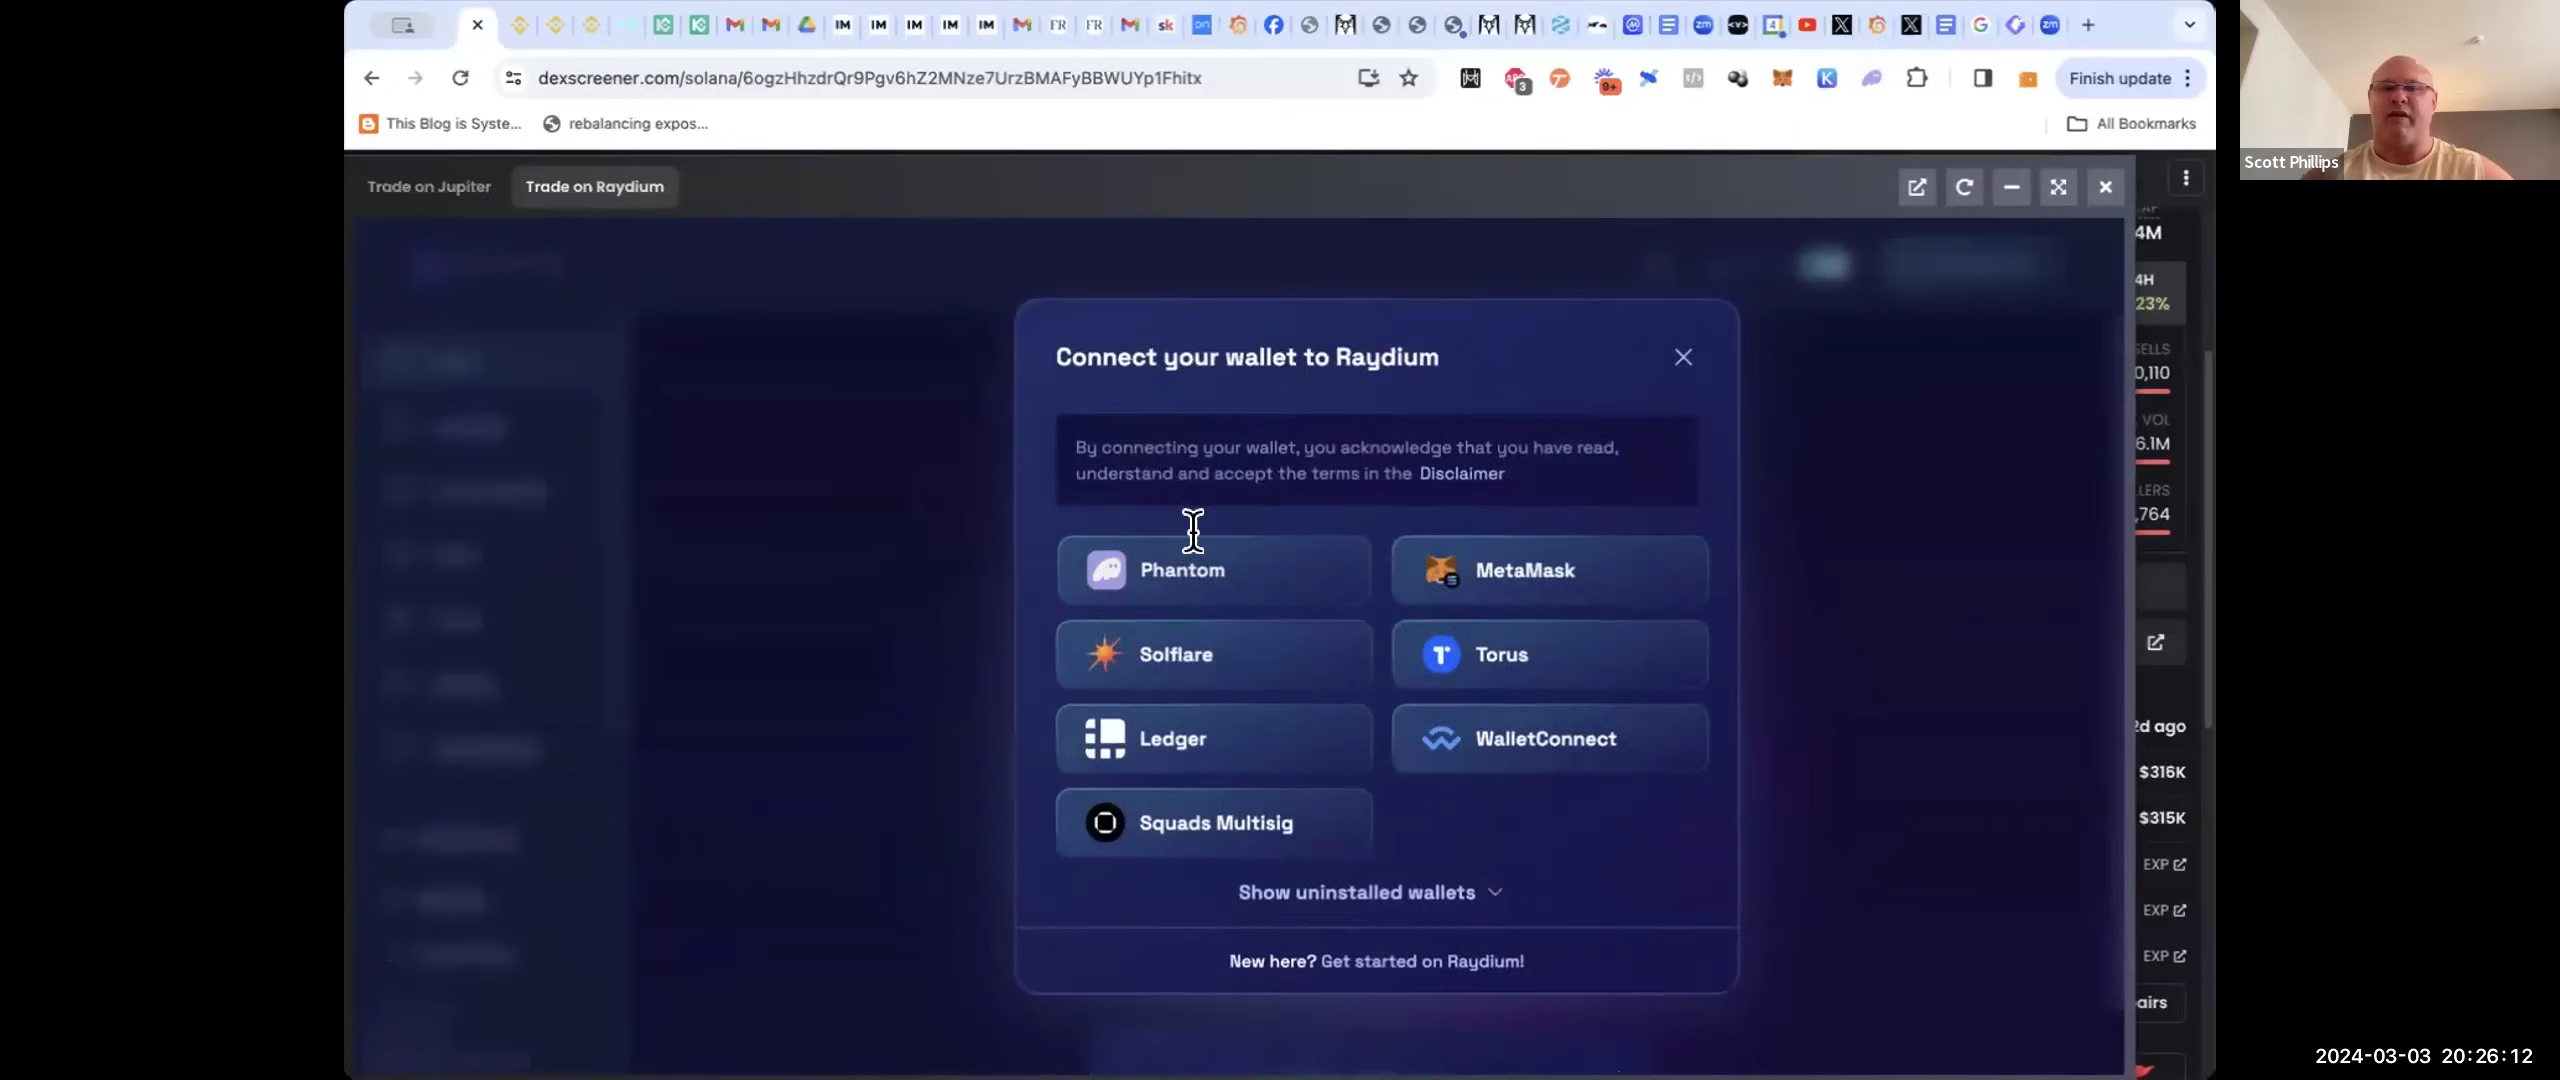 dexscreener.com/solana/6ogzHhzdrQr9Pgv6hZ2MNze7UrzBMAFyBBWUYp1Fhitx
Finish update
This Blog is Syste...
rebalancing expos...
All Bookmarks
Scott Phillips
Trade on Jupiter
Trade on Raydium
4M
4H
23%
SELLS
0,110
VOL
6.1M
LERS
,764
2d ago
$316K
$315K
EXP
EXP
EXP
airs
Connect your wallet to Raydium
By connecting your wallet, you acknowledge that you have read,
understand and accept the terms in the Disclaimer
Phantom
MetaMask
Solflare
Torus
Ledger
WalletConnect
Squads Multisig
Show uninstalled wallets
New here? Get started on Raydium!
2024-03-03 20:26:12